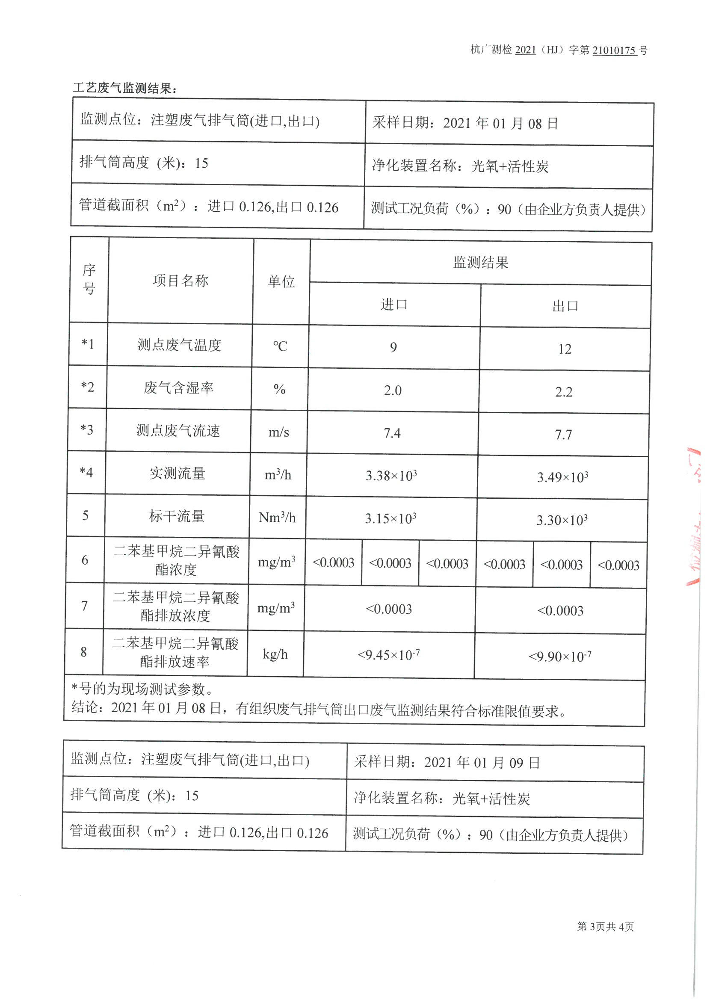 杭广测检 2021（HJ）字第 21010175 号
工艺废气监测结果：
监测点位：注塑废气排气筒(进口,出口) 采样日期：2021 年 01 月 08 日
排气筒高度 (米)：15 净化装置名称：光氧+活性炭
管道截面积（m²）：进口 0.126,出口 0.126 测试工况负荷（%）：90（由企业方负责人提供）
序号 项目名称 单位 监测结果
进口 出口
*1 测点废气温度 ℃ 9 12
*2 废气含湿率 % 2.0 2.2
*3 测点废气流速 m/s 7.4 7.7
*4 实测流量 m³/h 3.38×10³ 3.49×10³
5 标干流量 Nm³/h 3.15×10³ 3.30×10³
6 二苯基甲烷二异氰酸酯浓度 mg/m³ <0.0003 <0.0003 <0.0003 <0.0003 <0.0003 <0.0003
7 二苯基甲烷二异氰酸酯排放浓度 mg/m³ <0.0003 <0.0003
8 二苯基甲烷二异氰酸酯排放速率 kg/h <9.45×10⁻⁷ <9.90×10⁻⁷
*号的为现场测试参数。
结论：2021 年 01 月 08 日，有组织废气排气筒出口废气监测结果符合标准限值要求。
监测点位：注塑废气排气筒(进口,出口) 采样日期：2021 年 01 月 09 日
排气筒高度 (米)：15 净化装置名称：光氧+活性炭
管道截面积（m²）：进口 0.126,出口 0.126 测试工况负荷（%）：90（由企业方负责人提供）
第 3页共 4页